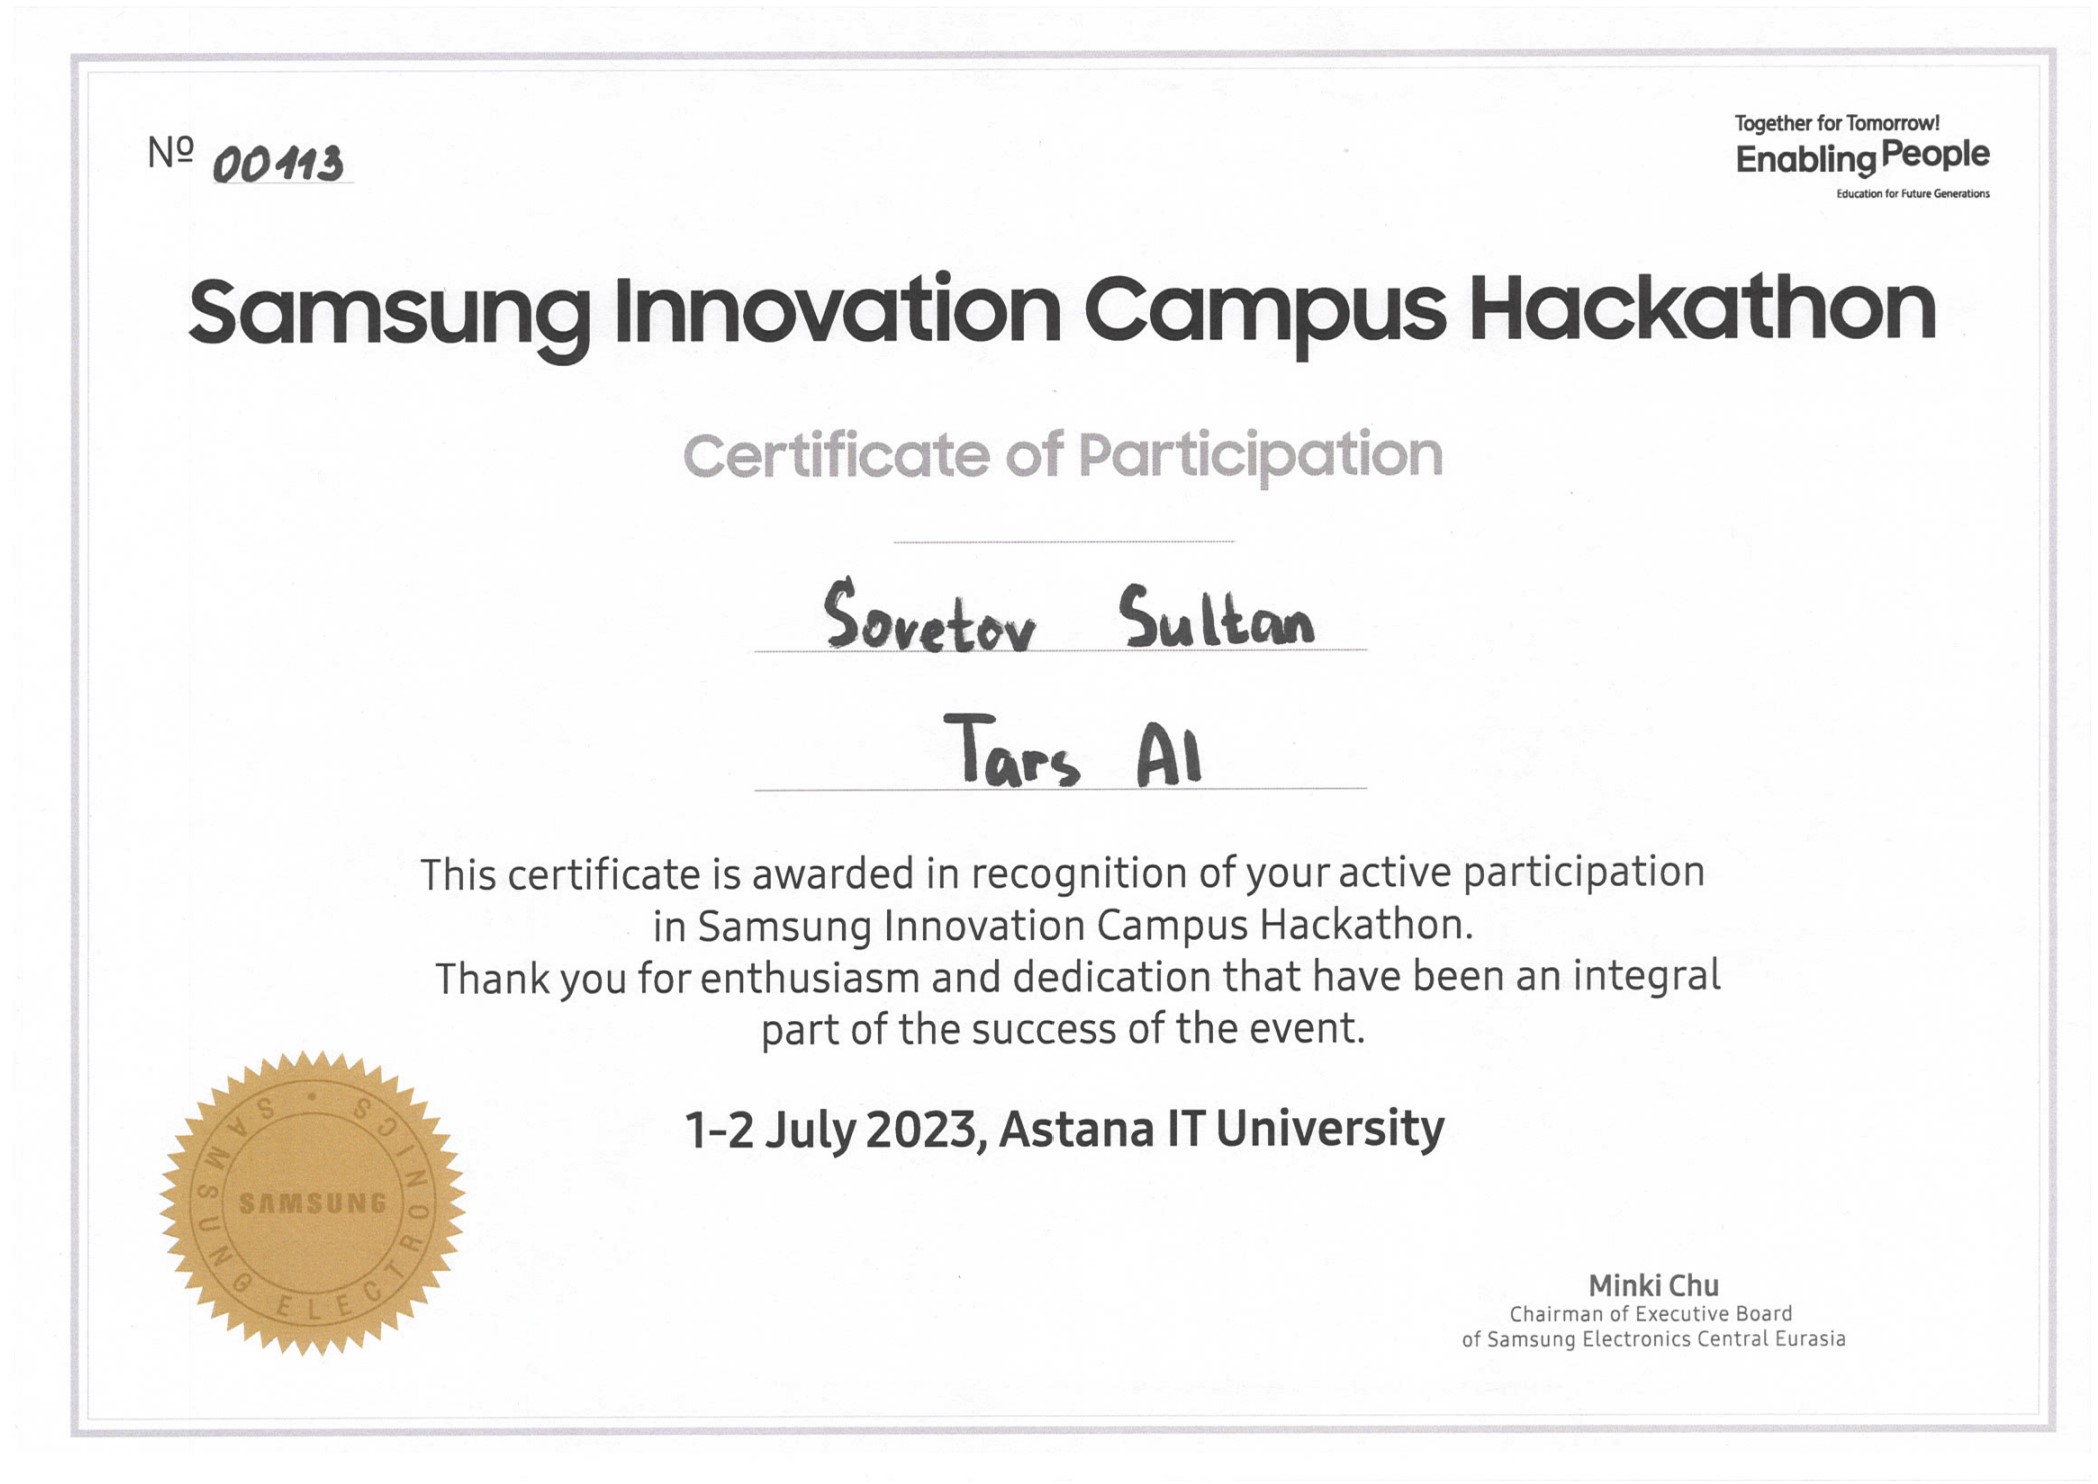 Nº 00113
Together for Tomorrow!
Enabling People
Education for Future Generations
Samsung Innovation Campus Hackathon
Certificate of Participation
Sovetov Sultan
Tars AI
This certificate is awarded in recognition of your active participation
in Samsung Innovation Campus Hackathon.
Thank you for enthusiasm and dedication that have been an integral
part of the success of the event.
1-2 July 2023, Astana IT University
SAMSUNG ELECTRONICS
SAMSUNG
Minki Chu
Chairman of Executive Board
of Samsung Electronics Central Eurasia